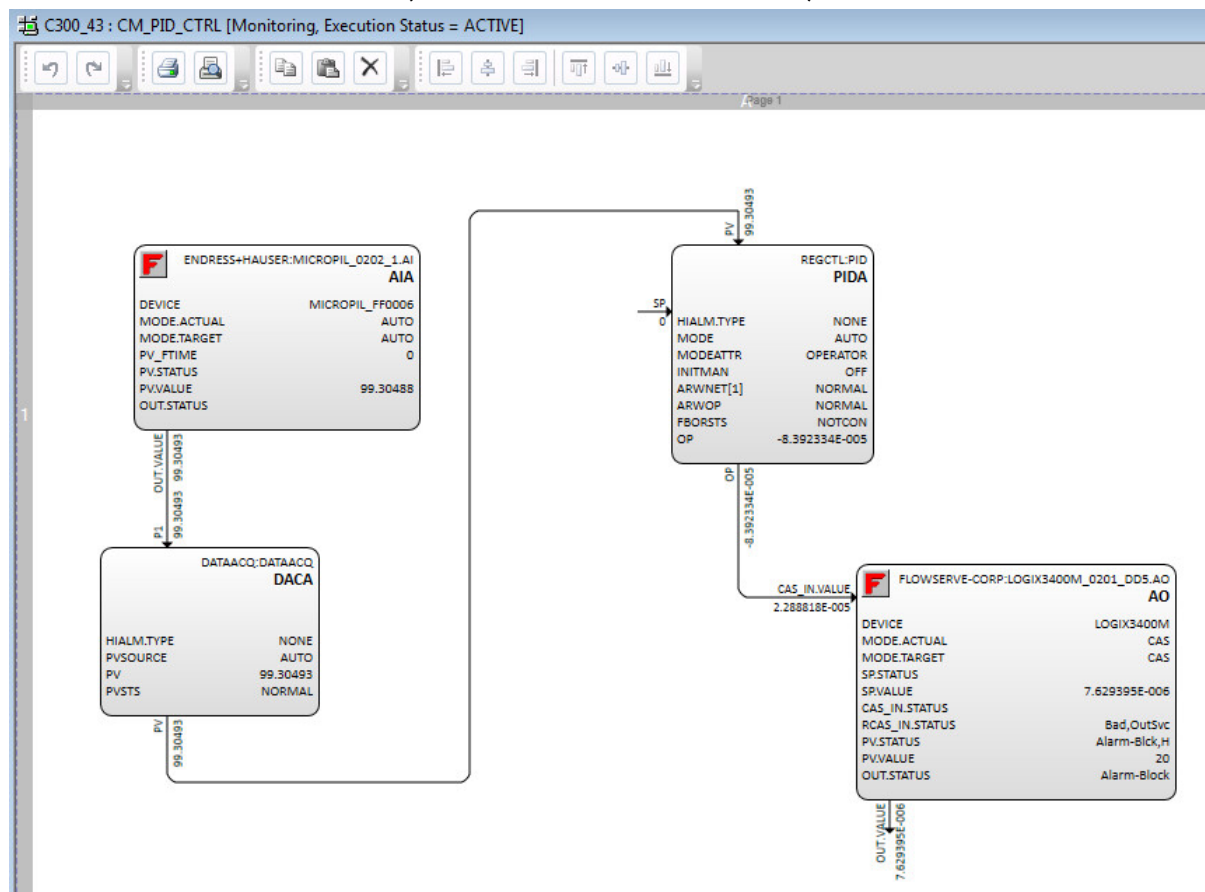 C300_43 : CM_PID_CTRL [Monitoring, Execution Status = ACTIVE]
Page 1
1
ENDRESS+HAUSER:MICROPIL_0202_1.AI
AIA
DEVICE MICROPIL_FF0006
MODE.ACTUAL AUTO
MODE.TARGET AUTO
PV_FTIME 0
PV.STATUS
PV.VALUE 99.30488
OUT.STATUS
OUT.VALUE
99.30493
P1
99.30493
DATAACQ:DATAACQ
DACA
HIALM.TYPE NONE
PVSOURCE AUTO
PV 99.30493
PVSTS NORMAL
PV
99.30493
PV
99.30493
SP
0
REGCTL:PID
PIDA
HIALM.TYPE NONE
MODE AUTO
MODEATTR OPERATOR
INITMAN OFF
ARWNET[1] NORMAL
ARWOP NORMAL
FBORSTS NOTCON
OP -8.392334E-005
OP
-8.392334E-005
CAS_IN.VALUE
2.288818E-005
FLOWSERVE-CORP:LOGIX3400M_0201_DD5.AO
AO
DEVICE LOGIX3400M
MODE.ACTUAL CAS
MODE.TARGET CAS
SP.STATUS
SP.VALUE 7.629395E-006
CAS_IN.STATUS
RCAS_IN.STATUS Bad,OutSvc
PV.STATUS Alarm-Blck,H
PV.VALUE 20
OUT.STATUS Alarm-Block
OUT.VALUE
7.629395E-006